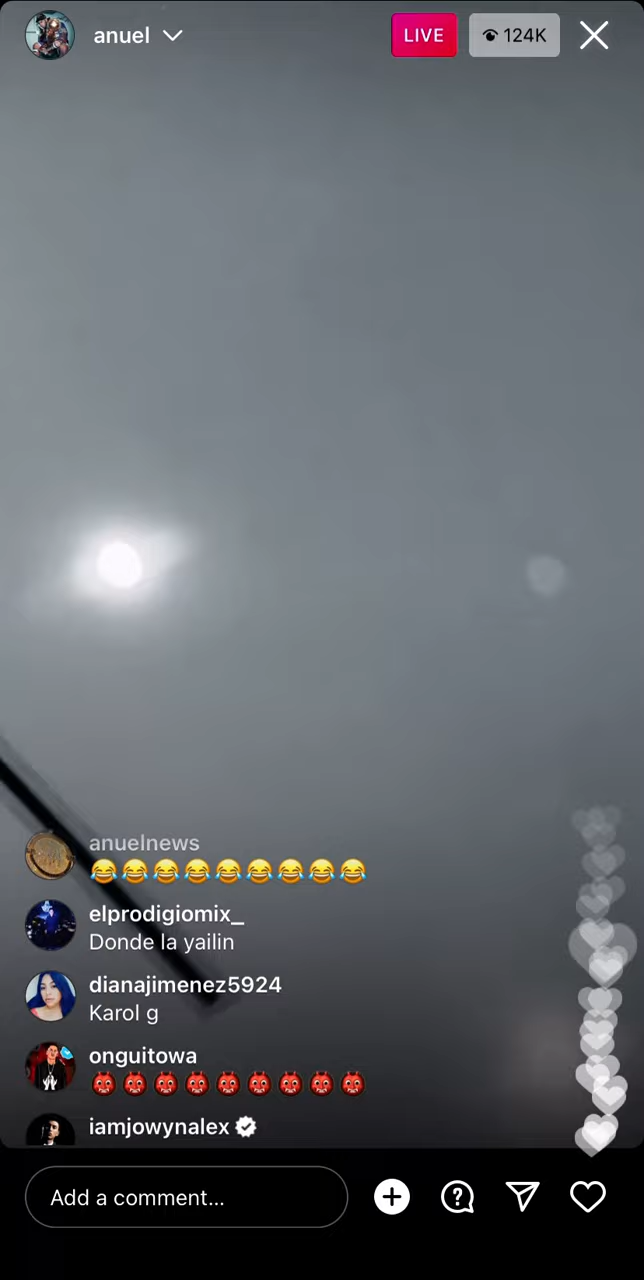 anuel
LIVE
124K
anuelnews
😂😂😂😂😂😂😂😂😂
elprodigiomix_
Donde la yailin
dianajimenez5924
Karol g
onguitowa
👹👹👹👹👹👹👹👹👹
iamjowynalex
Add a comment...